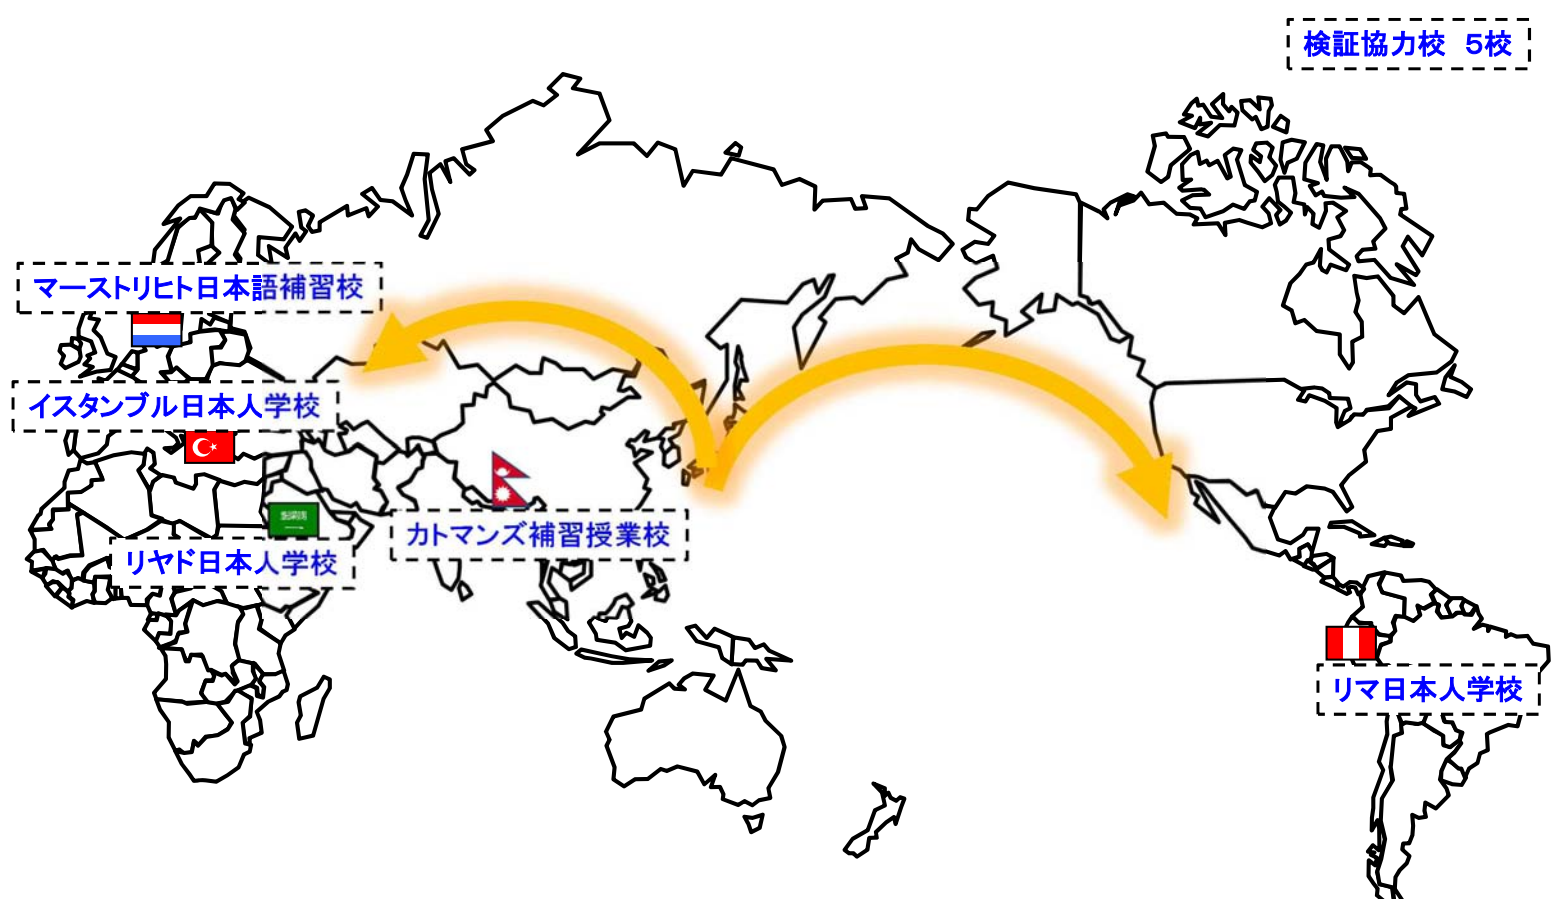 検証協力校 5校
マーストリヒト日本語補習校
イスタンブル日本人学校
カトマンズ補習授業校
リヤド日本人学校
リマ日本人学校